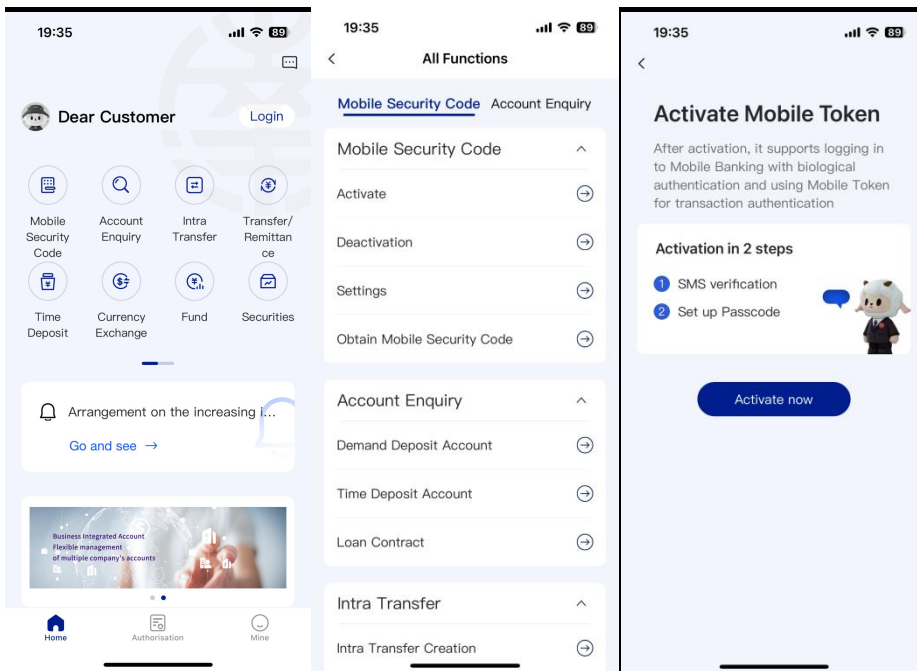 19:35
89
Dear Customer
Login
Mobile
Security
Code
Account
Enquiry
Intra
Transfer
Transfer/
Remittan
ce
Time
Deposit
Currency
Exchange
Fund
Securities
Arrangement on the increasing i...
Go and see →
Business Integrated Account
Flexible management
of multiple company's accounts
Home
Authorisation
Mine
19:35
89
All Functions
Mobile Security Code
Account Enquiry
Mobile Security Code
Activate
Deactivation
Settings
Obtain Mobile Security Code
Account Enquiry
Demand Deposit Account
Time Deposit Account
Loan Contract
Intra Transfer
Intra Transfer Creation
19:35
89
Activate Mobile Token
After activation, it supports logging in
to Mobile Banking with biological
authentication and using Mobile Token
for transaction authentication
Activation in 2 steps
1 SMS verification
2 Set up Passcode
Activate now